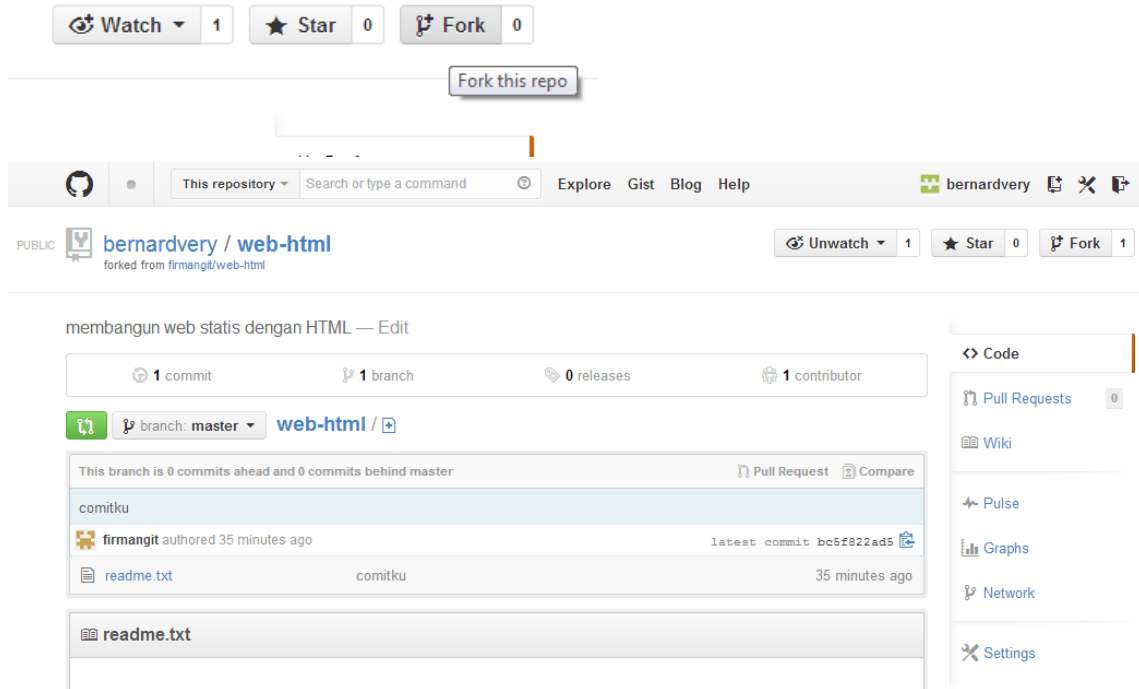 Watch 1 Star 0 Fork 0
Fork this repo
This repository Search or type a command Explore Gist Blog Help bernardvery
PUBLIC bernardvery / web-html Unwatch 1 Star 0 Fork 1
forked from firmangit/web-html
membangun web statis dengan HTML — Edit
<> Code
1 commit 1 branch 0 releases 1 contributor
Pull Requests 0
branch: master web-html /
Wiki
This branch is 0 commits ahead and 0 commits behind master Pull Request Compare
comitku
Pulse
firmangit authored 35 minutes ago latest commit bc5f822ad5
Graphs
readme.txt comitku 35 minutes ago
Network
readme.txt
Settings